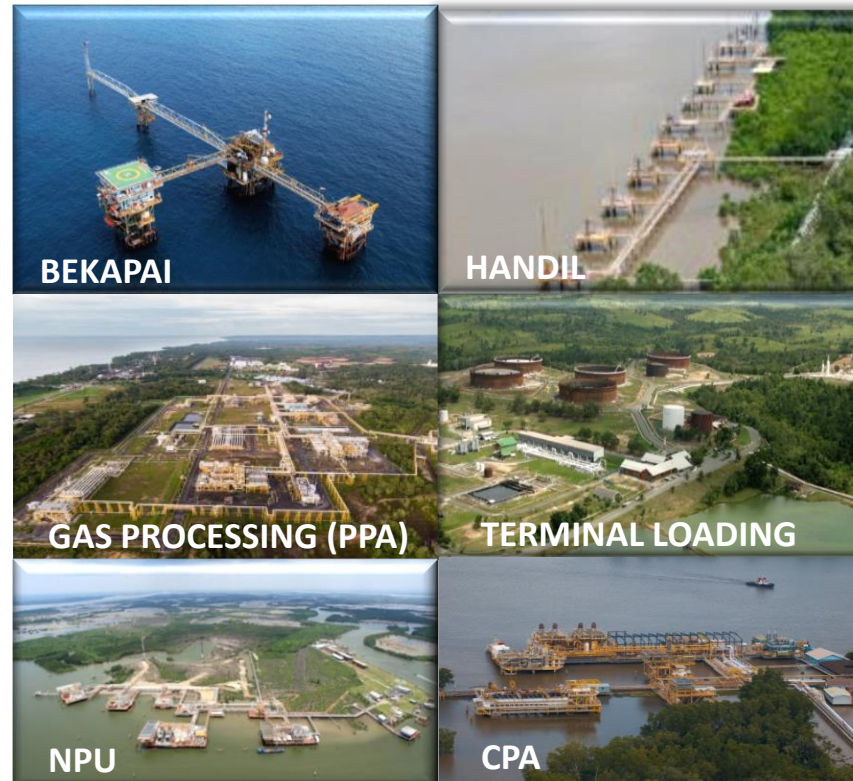 BEKAPAI
HANDIL
GAS PROCESSING (PPA)
TERMINAL LOADING
NPU
CPA